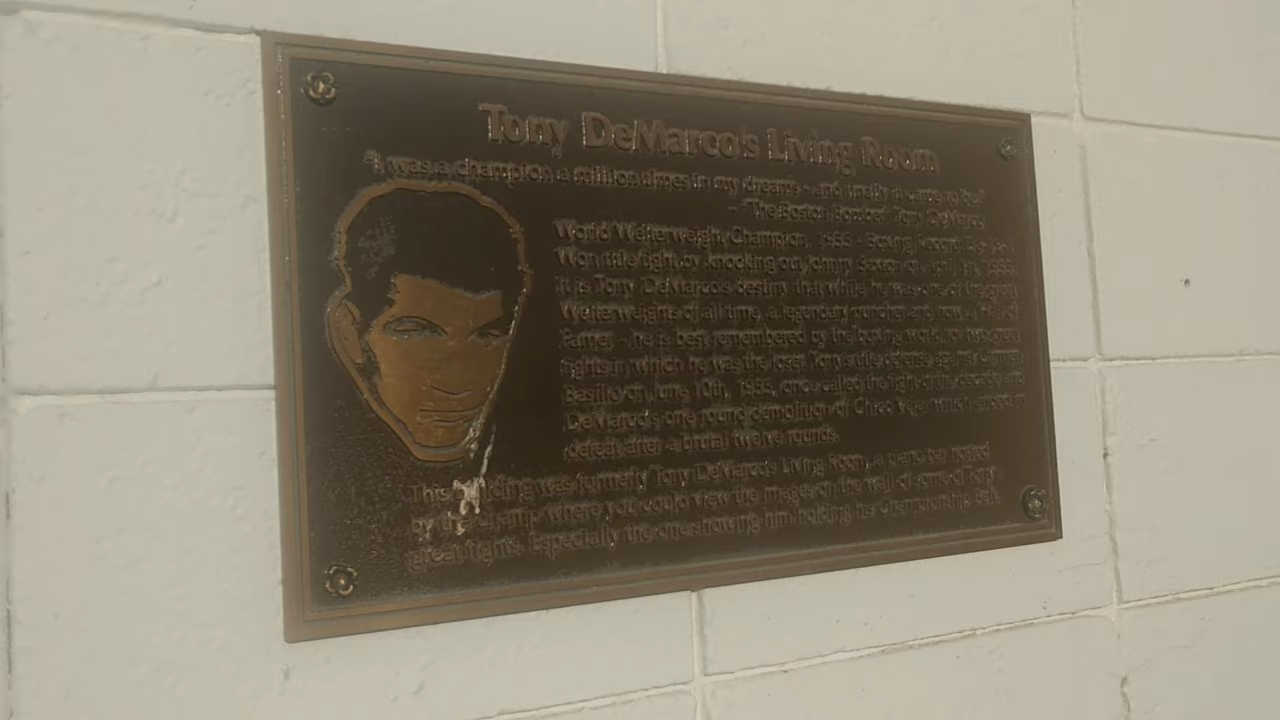 Tony DeMarco's Living Room
"I was a champion a million times in my dreams - and finally it came to be."
- "The Boston Bomber" Tony DeMarco
World Welterweight Champion, 1955 - Boxing Record
Won title fight by knocking out Johnny Saxton on April 1st, 1955.
It is Tony DeMarco's destiny that while he was one of the great
Welterweights of all time, a legendary puncher and now a Hall of
Famer - he is best remembered by the boxing world for two great
fights in which he was the loser. Tony's title defense against Carmen
Basilio on June 10th, 1955, once called the fight of the decade and
DeMarco's one round demolition of Chico Vejar which
defeat after a brutal twelve rounds.
This building was formerly Tony DeMarco's Living Room, a piano bar hosted
by the champ where you could view the images on the wall of some of Tony's
great fights. Especially the one showing him holding his Championship belt.